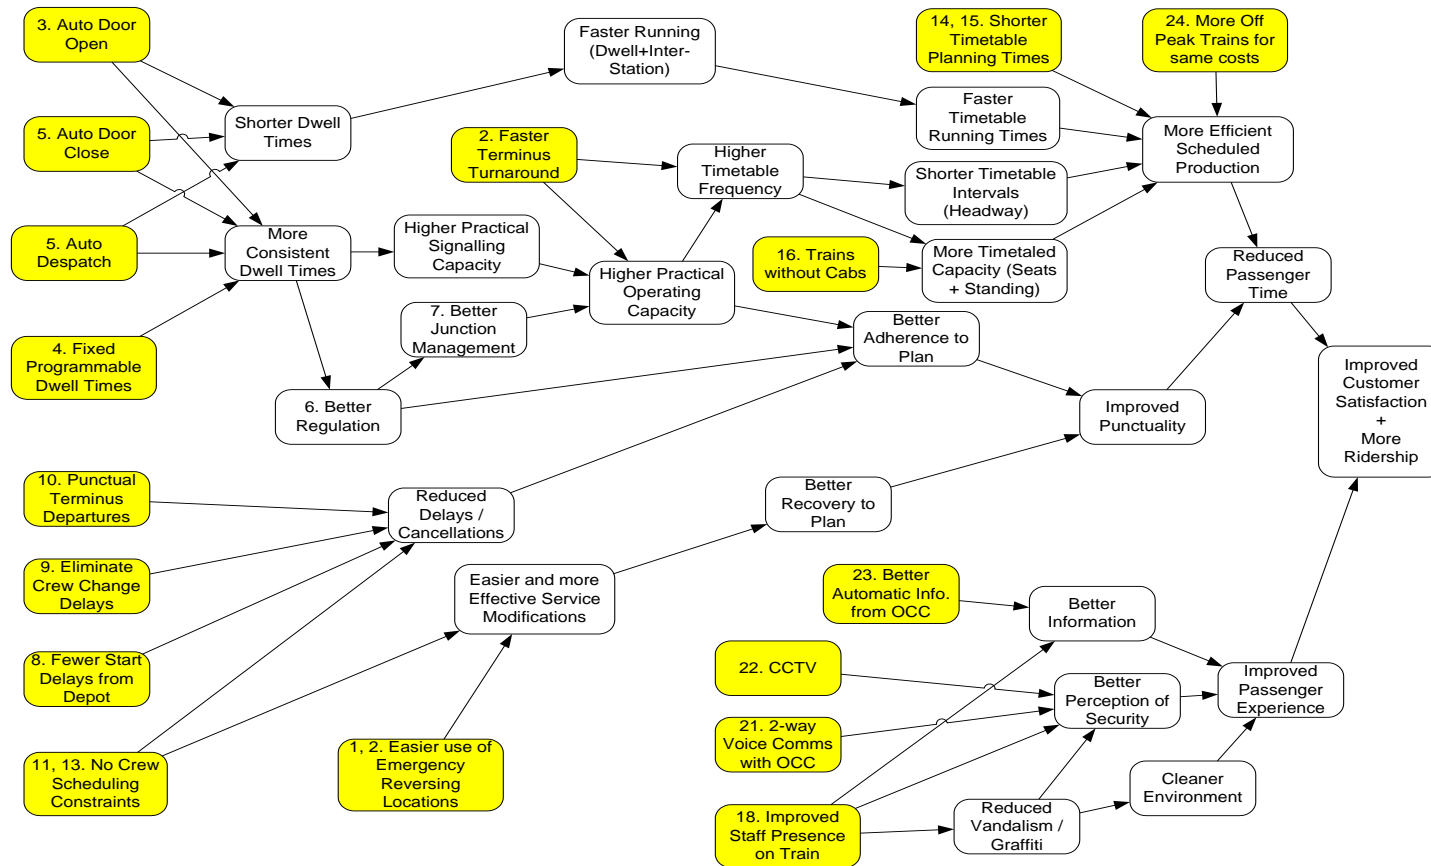 3. Auto Door
Open
Faster Running
(Dwell+Inter-
Station)
14, 15. Shorter
Timetable
Planning Times
24. More Off
Peak Trains for
same costs
5. Auto Door
Close
Shorter Dwell
Times
2. Faster
Terminus
Turnaround
Higher
Timetable
Frequency
Faster
Timetable
Running Times
More Efficient
Scheduled
Production
Shorter Timetable
Intervals
(Headway)
5. Auto
Despatch
More
Consistent
Dwell Times
Higher Practical
Signalling
Capacity
Higher Practical
Operating
Capacity
16. Trains
without Cabs
More Timetaled
Capacity (Seats
+ Standing)
Reduced
Passenger
Time
4. Fixed
Programmable
Dwell Times
7. Better
Junction
Management
Better
Adherence to
Plan
Improved
Customer
Satisfaction
+
More
Ridership
6. Better
Regulation
Improved
Punctuality
10. Punctual
Terminus
Departures
Reduced
Delays /
Cancellations
Better
Recovery to
Plan
9. Eliminate
Crew Change
Delays
Easier and more
Effective Service
Modifications
23. Better
Automatic Info.
from OCC
Better
Information
8. Fewer Start
Delays from
Depot
22. CCTV
Better
Perception of
Security
Improved
Passenger
Experience
21. 2-way
Voice Comms
with OCC
11, 13. No Crew
Scheduling
Constraints
1, 2. Easier use of
Emergency
Reversing
Locations
Cleaner
Environment
18. Improved
Staff Presence
on Train
Reduced
Vandalism /
Graffiti